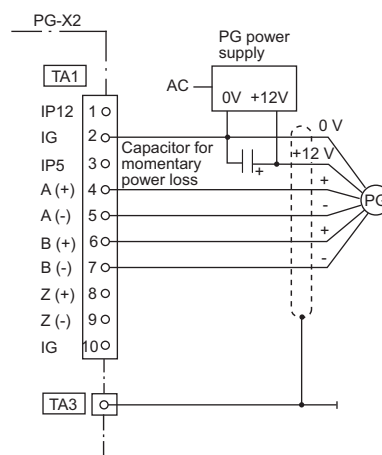 PG-X2
PG power
supply
TA1
AC
0V +12V
IP12 1
IG 2
0 V
Capacitor for
momentary
power loss
+12 V
IP5 3
+
A (+) 4
+
PG
A (-) 5
-
B (+) 6
+
B (-) 7
-
Z (+) 8
Z (-) 9
IG 10
TA3